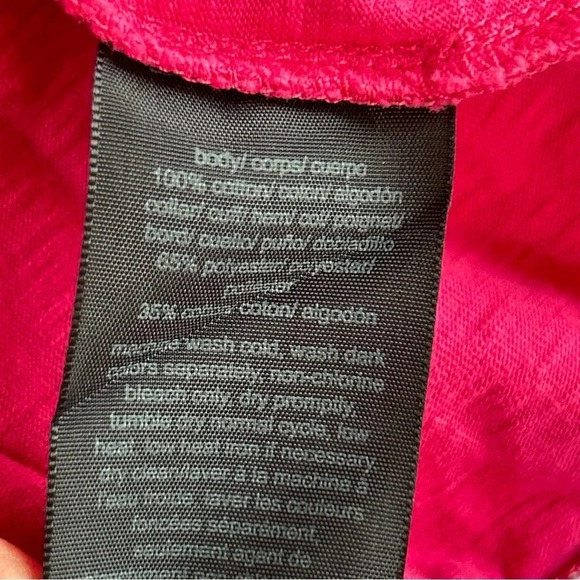 body/ corps/ cuerpo
100% cotton/ coton/ algodón
collar/ cuff/ hem/ col/ poignet/
bord/ cuello/ puño/ dobladillo
65% polyester/ polyester/
35% cotton/ coton/ algodón
machine wash cold, wash dark
colors separately, non-chlorine
bleach only, dry promptly,
tumble dry normal cycle, low
heat, low heat iron if necessary
dry clean/laver à la machine à
l'eau froide, laver les couleurs
foncées séparément
seulement agent de